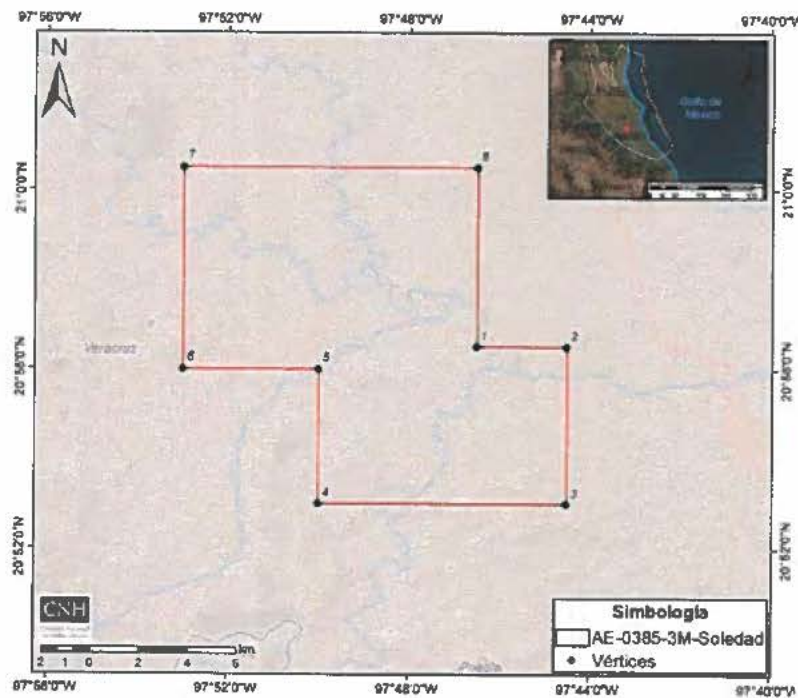 97°56'0"W 97°52'0"W 97°48'0"W 97°44'0"W 97°40'0"W
N
Golfo de México
7 8
21°0'0"N 21°0'0"N
Veracruz
1 2
6 5
20°56'0"N 20°56'0"N
4 3
20°52'0"N 20°52'0"N
CNH
2 1 0 2 4 6 km
Simbología
AE-0385-3M-Soledad
Vértices
97°56'0"W 97°52'0"W 97°48'0"W 97°44'0"W 97°40'0"W